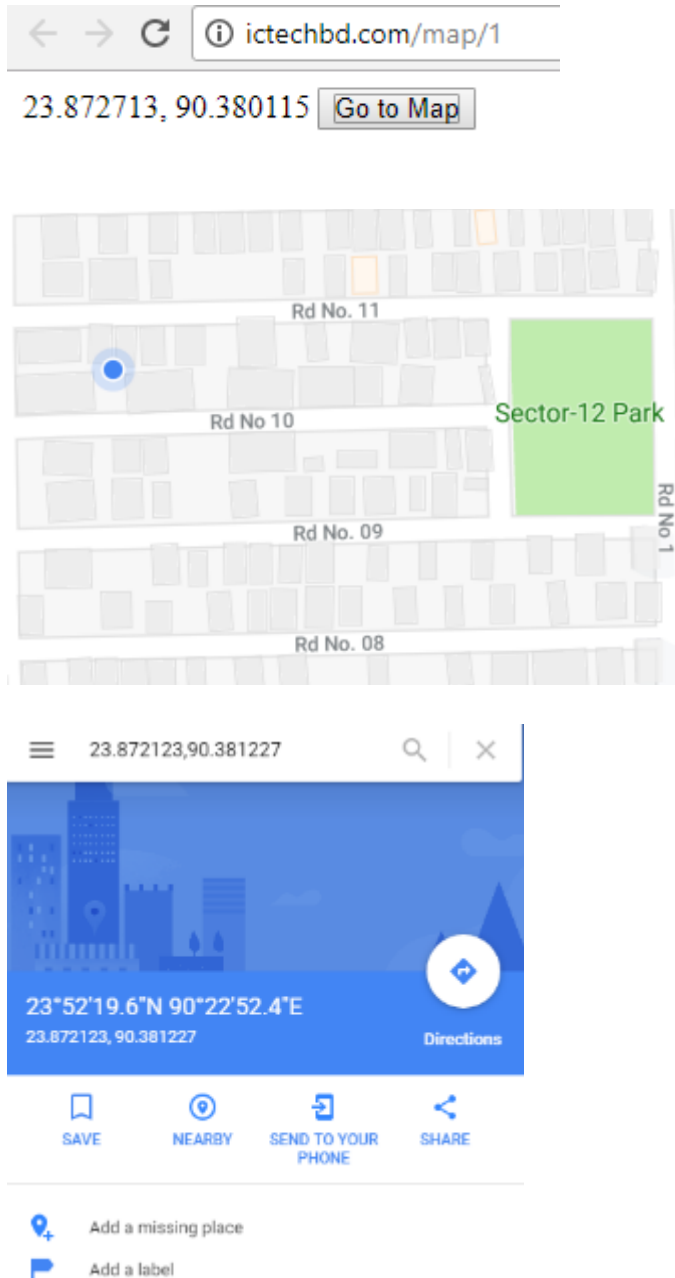 ictechbd.com/map/1
23.872713, 90.380115 Go to Map
Rd No. 11
Rd No 10
Sector-12 Park
Rd No. 09
Rd No 1
Rd No. 08
23.872123,90.381227
23°52'19.6"N 90°22'52.4"E
23.872123, 90.381227
Directions
SAVE
NEARBY
SEND TO YOUR
PHONE
SHARE
Add a missing place
Add a label